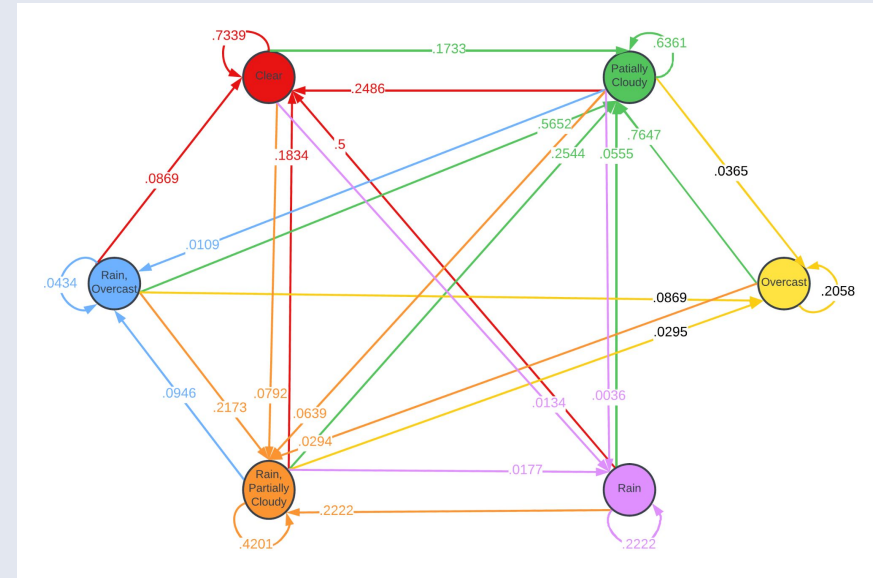 .7339
.1733
.6361
Clear
Patially
Cloudy
.2486
.5652
.7647
.5
.1834
.2544
.0555
.0365
.0869
.0109
Rain,
Overcast
.0434
Overcast
.2058
.0869
.0295
.0946
.2173
.0792
.0639
.0134
.0036
.0294
Rain,
Partially
Cloudy
.0177
Rain
.2222
.4201
.2222